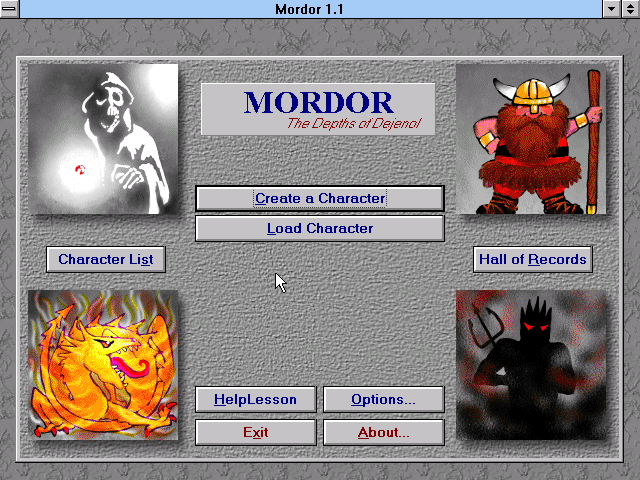 Mordor 1.1
MORDOR
The Depths of Dejenol
Create a Character
Load Character
Character List
Hall of Records
HelpLesson
Options...
Exit
About...